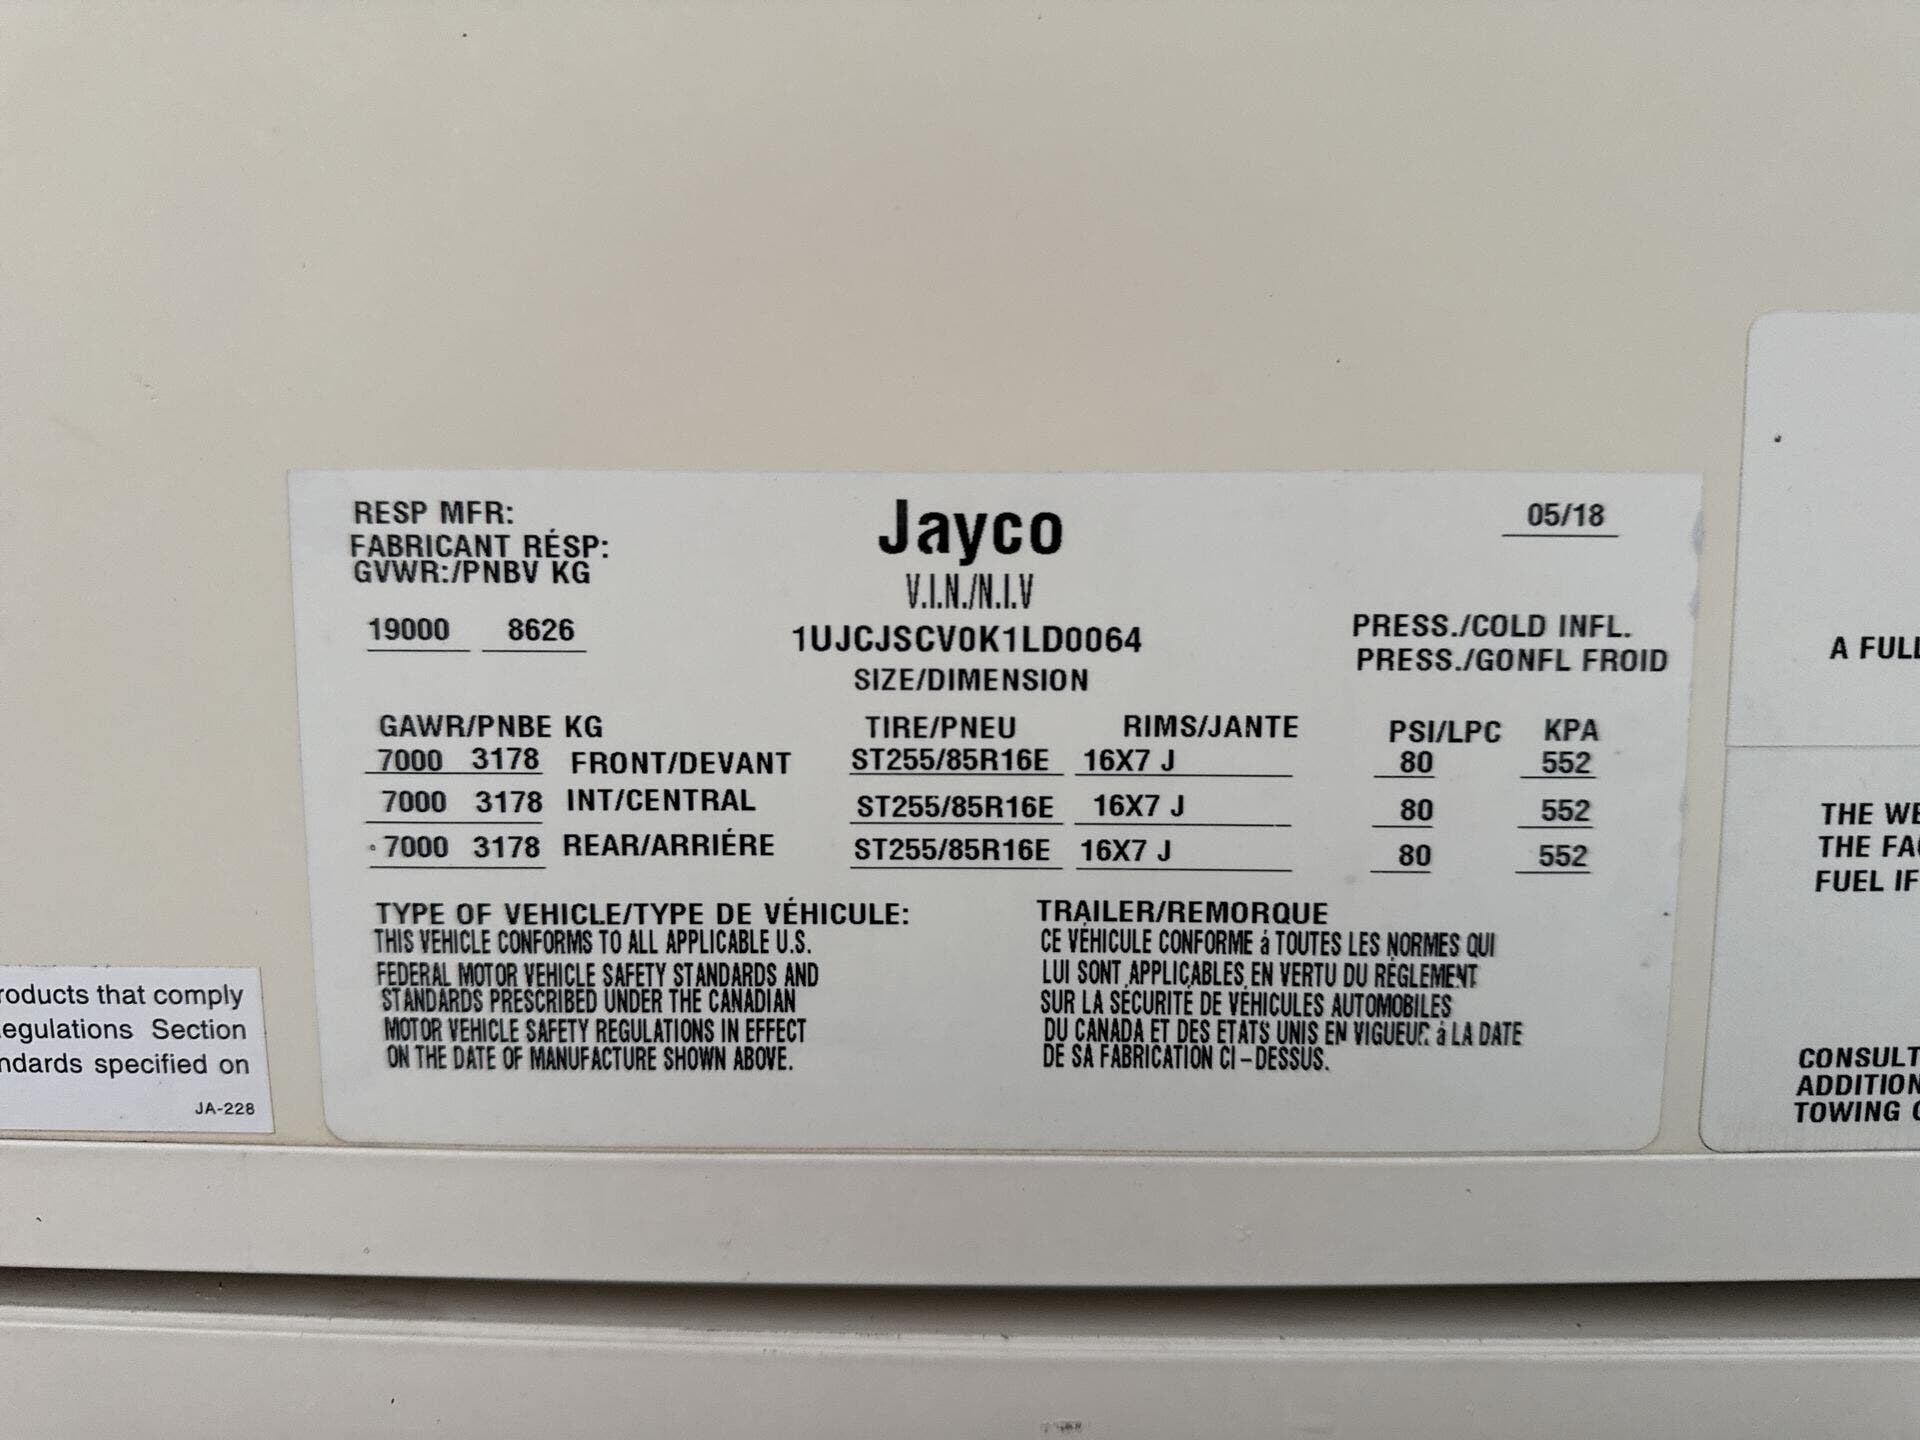 RESP MFR:
FABRICANT RÉSP:
GVWR:/PNBV KG
19000 8626
Jayco
V.I.N./N.I.V
1UJCJSCV0K1LD0064
SIZE/DIMENSION
05/18
PRESS./COLD INFL.
PRESS./GONFL FROID
GAWR/PNBE KG TIRE/PNEU RIMS/JANTE PSI/LPC KPA
7000 3178 FRONT/DEVANT ST255/85R16E 16X7 J 80 552
7000 3178 INT/CENTRAL ST255/85R16E 16X7 J 80 552
7000 3178 REAR/ARRIÉRE ST255/85R16E 16X7 J 80 552
TYPE OF VEHICLE/TYPE DE VÉHICULE: TRAILER/REMORQUE
THIS VEHICLE CONFORMS TO ALL APPLICABLE U.S.
FEDERAL MOTOR VEHICLE SAFETY STANDARDS AND
STANDARDS PRESCRIBED UNDER THE CANADIAN
MOTOR VEHICLE SAFETY REGULATIONS IN EFFECT
ON THE DATE OF MANUFACTURE SHOWN ABOVE.
CE VÉHICULE CONFORME á TOUTES LES NORMES QUI
LUI SONT APPLICABLES EN VERTU DU RÉGLEMENT
SUR LA SÉCURITÉ DE VÉHICULES AUTOMOBILES
DU CANADA ET DES ETATS UNIS EN VIGUEUR á LA DATE
DE SA FABRICATION CI-DESSUS.
roducts that comply
egulations Section
ndards specified on
JA-228
A FULL
THE WE
THE FA
FUEL IF
CONSULT
ADDITION
TOWING